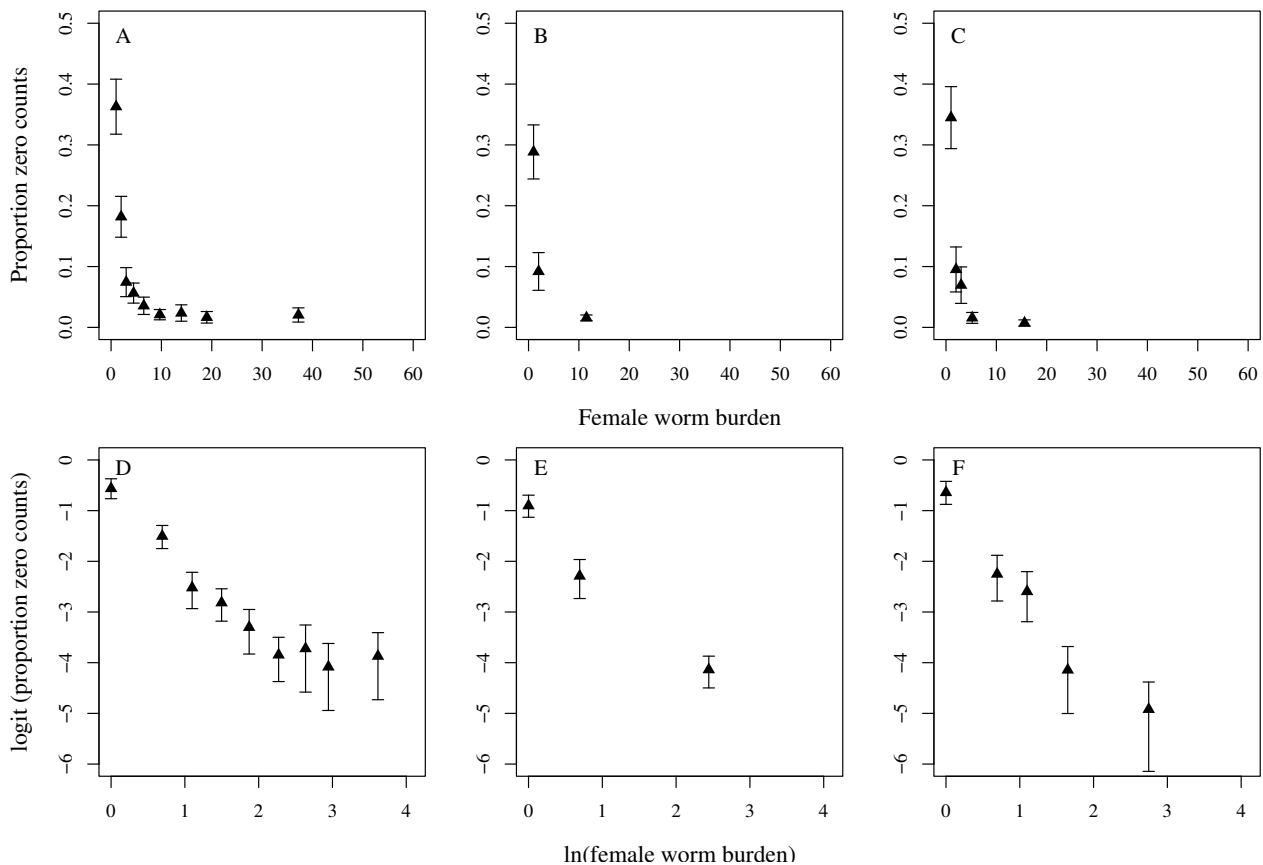 A
B
C
Proportion zero counts
0.5
0.4
0.3
0.2
0.1
0.0
0.5
0.4
0.3
0.2
0.1
0.0
0.5
0.4
0.3
0.2
0.1
0.0
0 10 20 30 40 50 60
0 10 20 30 40 50 60
0 10 20 30 40 50 60
Female worm burden
D
E
F
logit (proportion zero counts)
0
−1
−2
−3
−4
−5
−6
0
−1
−2
−3
−4
−5
−6
0
−1
−2
−3
−4
−5
−6
0 1 2 3 4
0 1 2 3 4
0 1 2 3 4
ln(female worm burden)